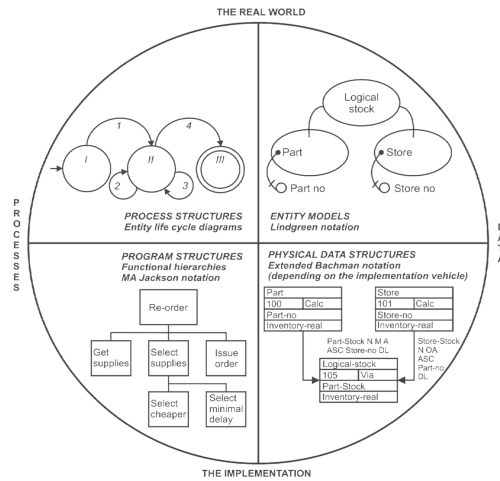 THE REAL WORLD
PROCESSES
1
4
I
II
III
2
3
PROCESS STRUCTURES
Entity life cycle diagrams
Logical
stock
Part
Store
Part no
Store no
ENTITY MODELS
Lindgreen notation
PROGRAM STRUCTURES
Functional hierarchies
MA Jackson notation
Re-order
Get
supplies
Select
supplies
Issue
order
Select
cheaper
Select
minimal
delay
PHYSICAL DATA STRUCTURES
Extended Bachman notation
(depending on the implementation vehicle)
Part
100 Calc
Part-no
Inventory-real
Store
101 Calc
Store-no
Inventory-real
Part-Stock N M A
ASC Store-no DL
Store-Stock
N OA
ASC
Part-no
DL
Logical-stock
105 Via
Part-Stock
Inventory-real
THE IMPLEMENTATION